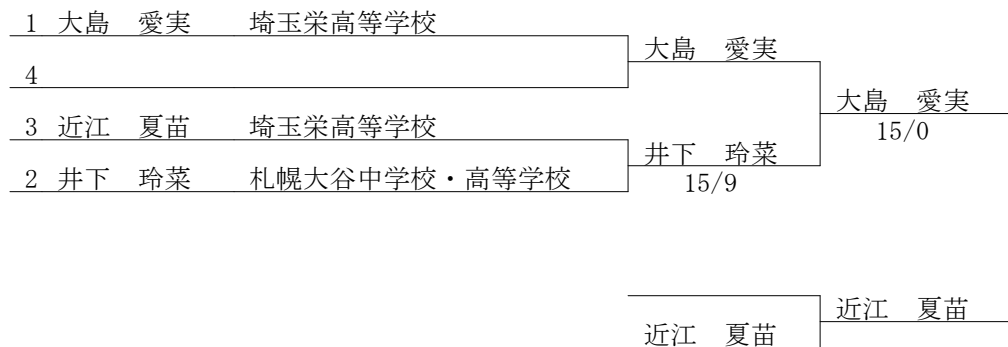 1 大島 愛実 埼玉栄高等学校
大島 愛実
4
大島 愛実
15/0
3 近江 夏苗 埼玉栄高等学校
井下 玲菜
15/9
2 井下 玲菜 札幌大谷中学校・高等学校
近江 夏苗
近江 夏苗